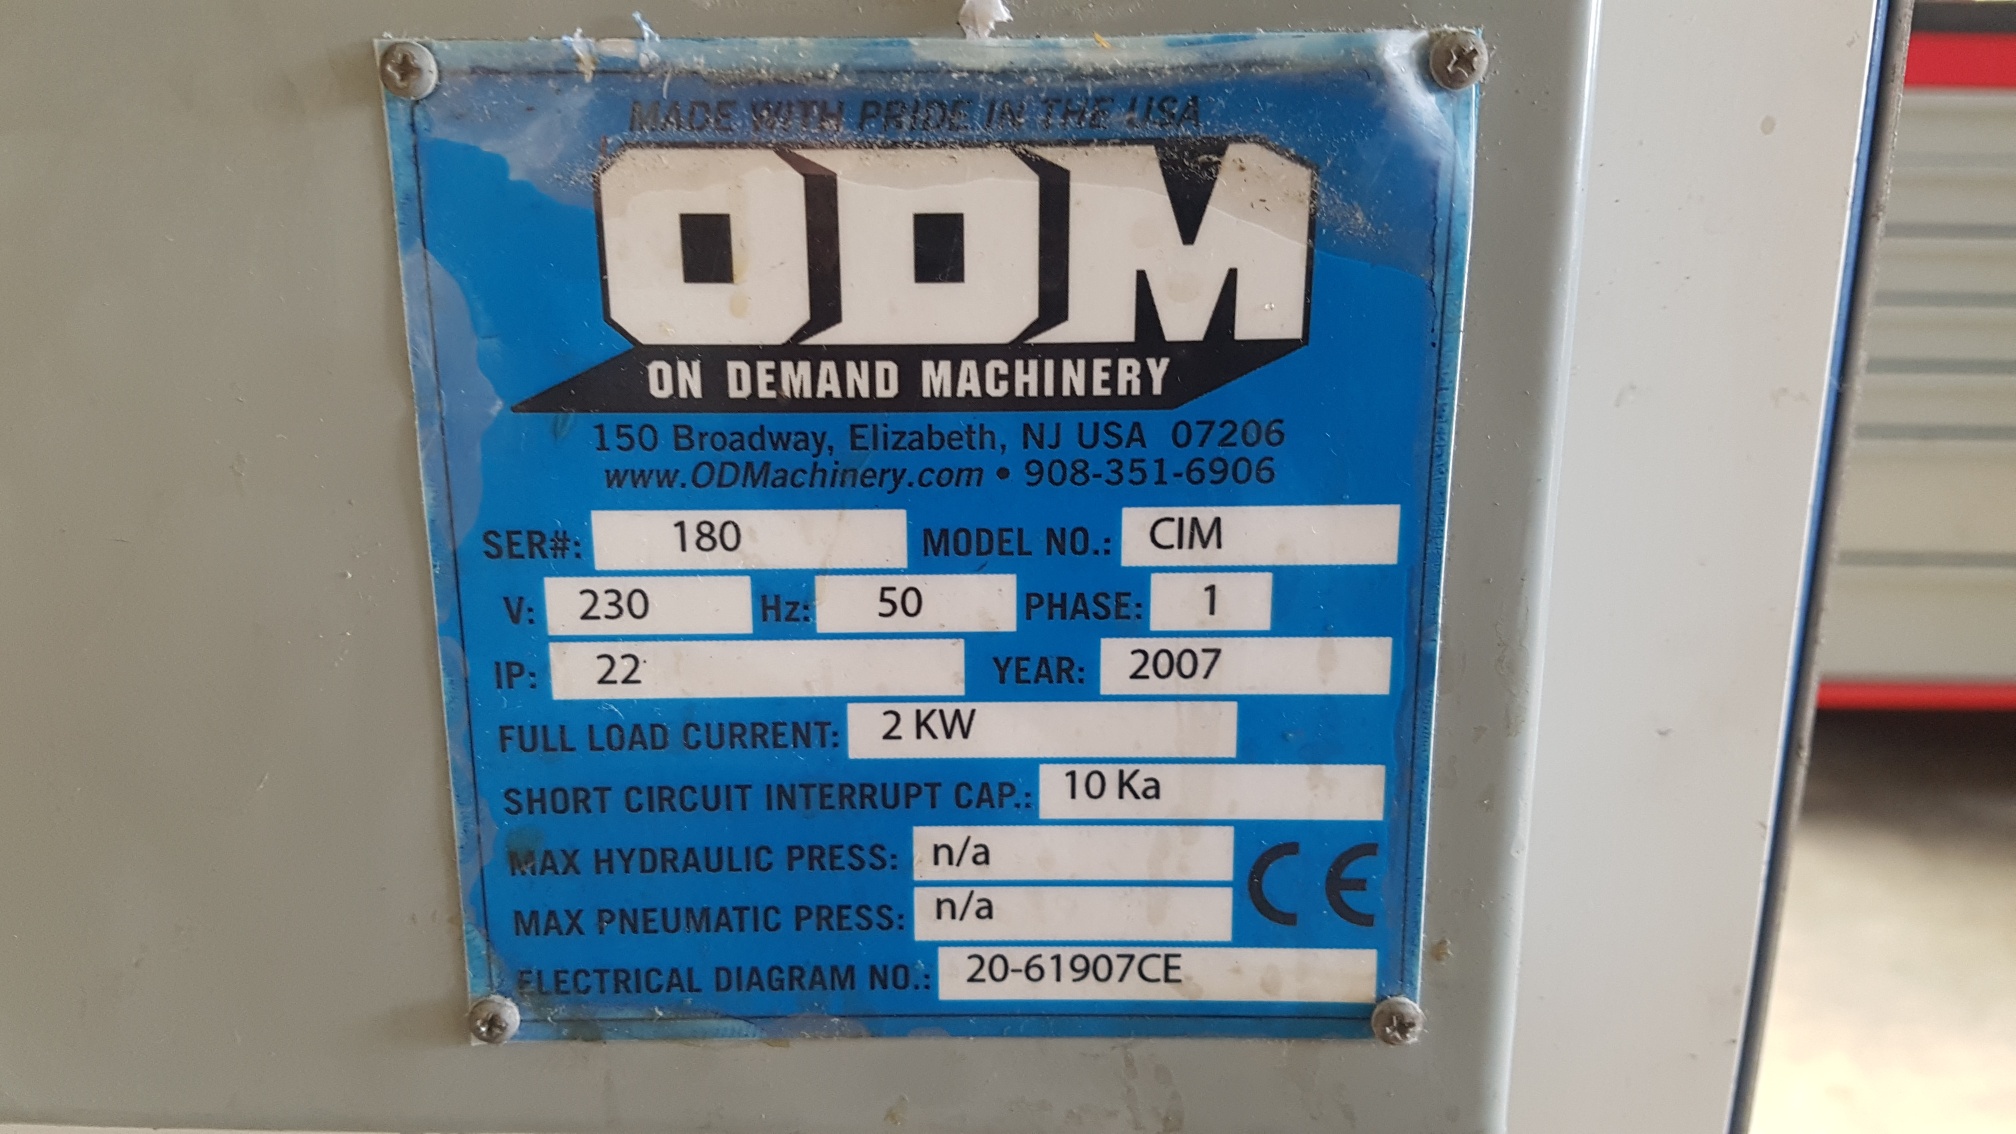 MADE WITH PRIDE IN THE USA
ODM
ON DEMAND MACHINERY
150 Broadway, Elizabeth, NJ USA 07206
www.ODMachinery.com • 908-351-6906
SER#: 180 MODEL NO.: CIM
V: 230 Hz: 50 PHASE: 1
IP: 22 YEAR: 2007
FULL LOAD CURRENT: 2 KW
SHORT CIRCUIT INTERRUPT CAP.: 10 Ka
MAX HYDRAULIC PRESS: n/a
MAX PNEUMATIC PRESS: n/a
CE
ELECTRICAL DIAGRAM NO.: 20-61907CE